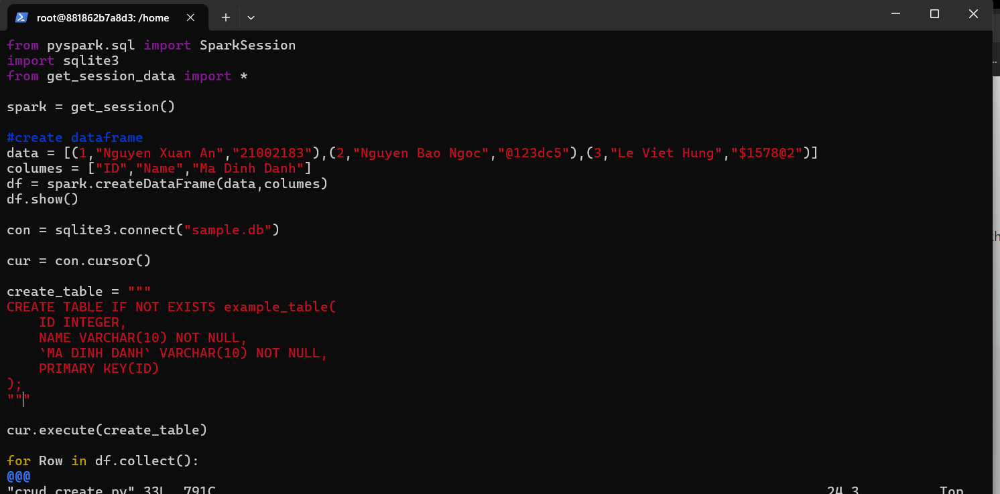 root@881862b7a8d3: /home
from pyspark.sql import SparkSession
import sqlite3
from get_session_data import *
spark = get_session()
#create dataframe
data = [(1,"Nguyen Xuan An","21002183"),(2,"Nguyen Bao Ngoc","@123dc5"),(3,"Le Viet Hung","$1578@2")]
columes = ["ID","Name","Ma Dinh Danh"]
df = spark.createDataFrame(data,columes)
df.show()
con = sqlite3.connect("sample.db")
cur = con.cursor()
create_table = """
CREATE TABLE IF NOT EXISTS example_table(
    ID INTEGER,
    NAME VARCHAR(10) NOT NULL,
    `MA DINH DANH` VARCHAR(10) NOT NULL,
    PRIMARY KEY(ID)
);
"""
cur.execute(create_table)
for Row in df.collect():
@@@
"crud_create.py" 33L, 791C 24,3 Top